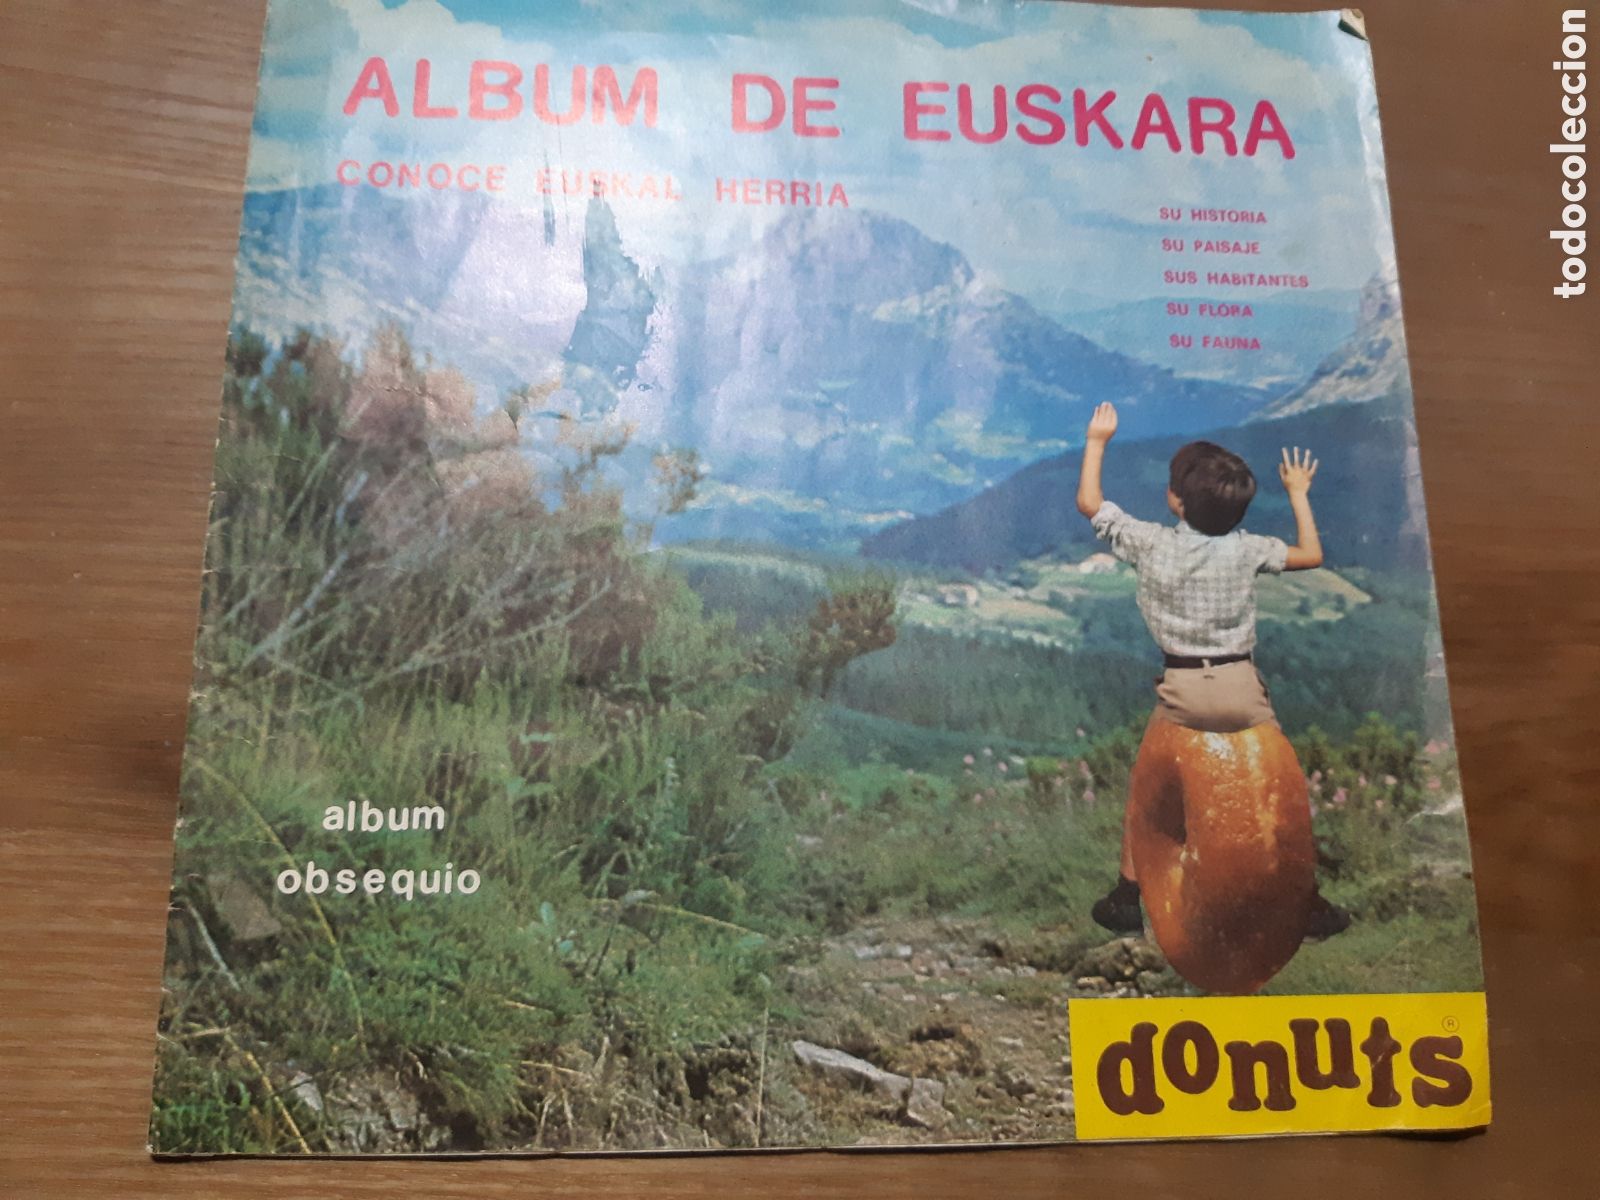 ALBUM DE EUSKARA
CONOCE EUSKAL HERRIA
SU HISTORIA
SU PAISAJE
SUS HABITANTES
SU FLORA
SU FAUNA
album
obsequio
donuts ®
todocoleccion